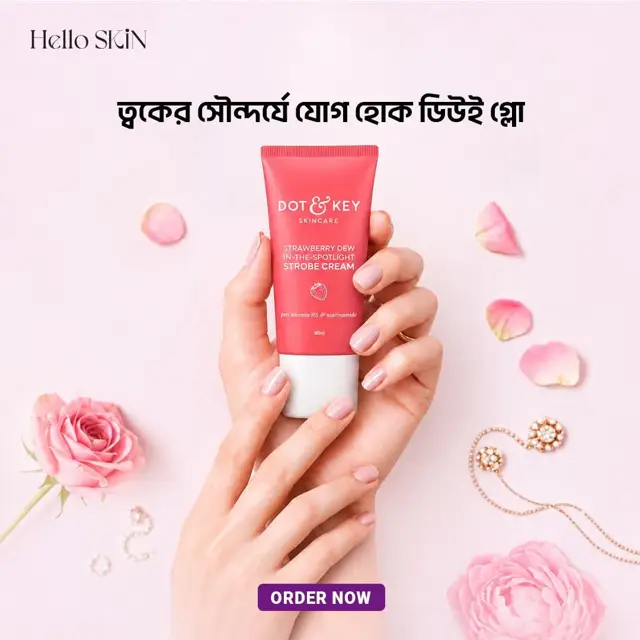 Hello SKiN
ত্বকের সৌন্দর্যে যোগ হোক ডিউই গ্লো
DOT & KEY
SKINCARE
STRAWBERRY DEW
IN-THE-SPOTLIGHT
STROBE CREAM
ORDER NOW